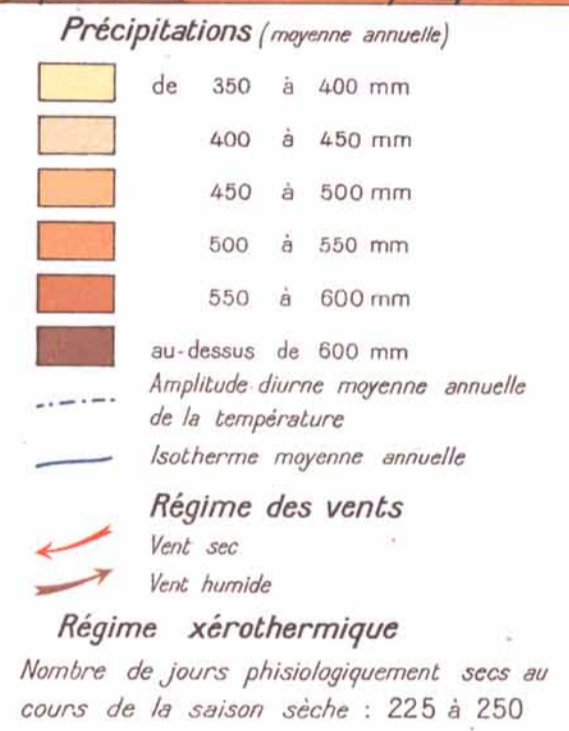 Précipitations (moyenne annuelle)
de 350 à 400 mm
400 à 450 mm
450 à 500 mm
500 à 550 mm
550 à 600 mm
au-dessus de 600 mm
Amplitude diurne moyenne annuelle
de la température
Isotherme moyenne annuelle
Régime des vents
Vent sec
Vent humide
Régime xérothermique
Nombre de jours phisiologiquement secs au
cours de la saison sèche : 225 à 250